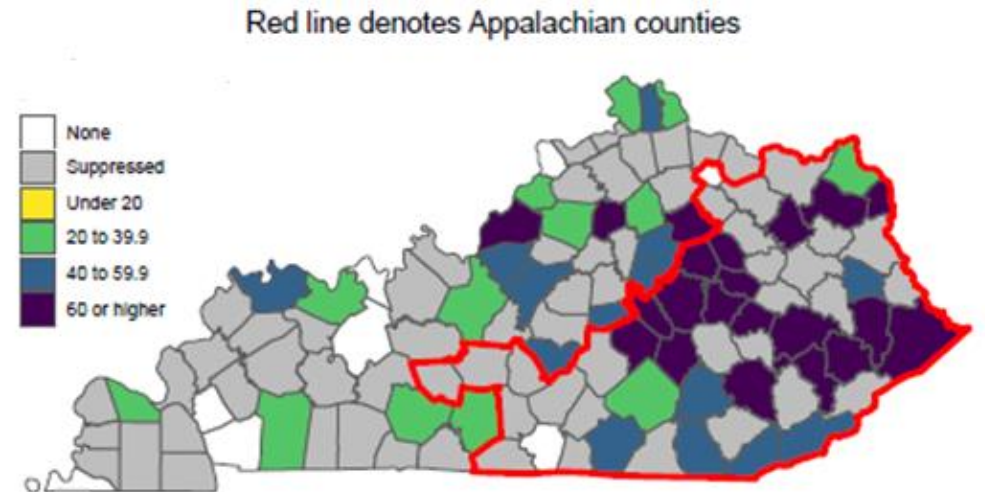 Red line denotes Appalachian counties
None
Suppressed
Under 20
20 to 39.9
40 to 59.9
60 or higher